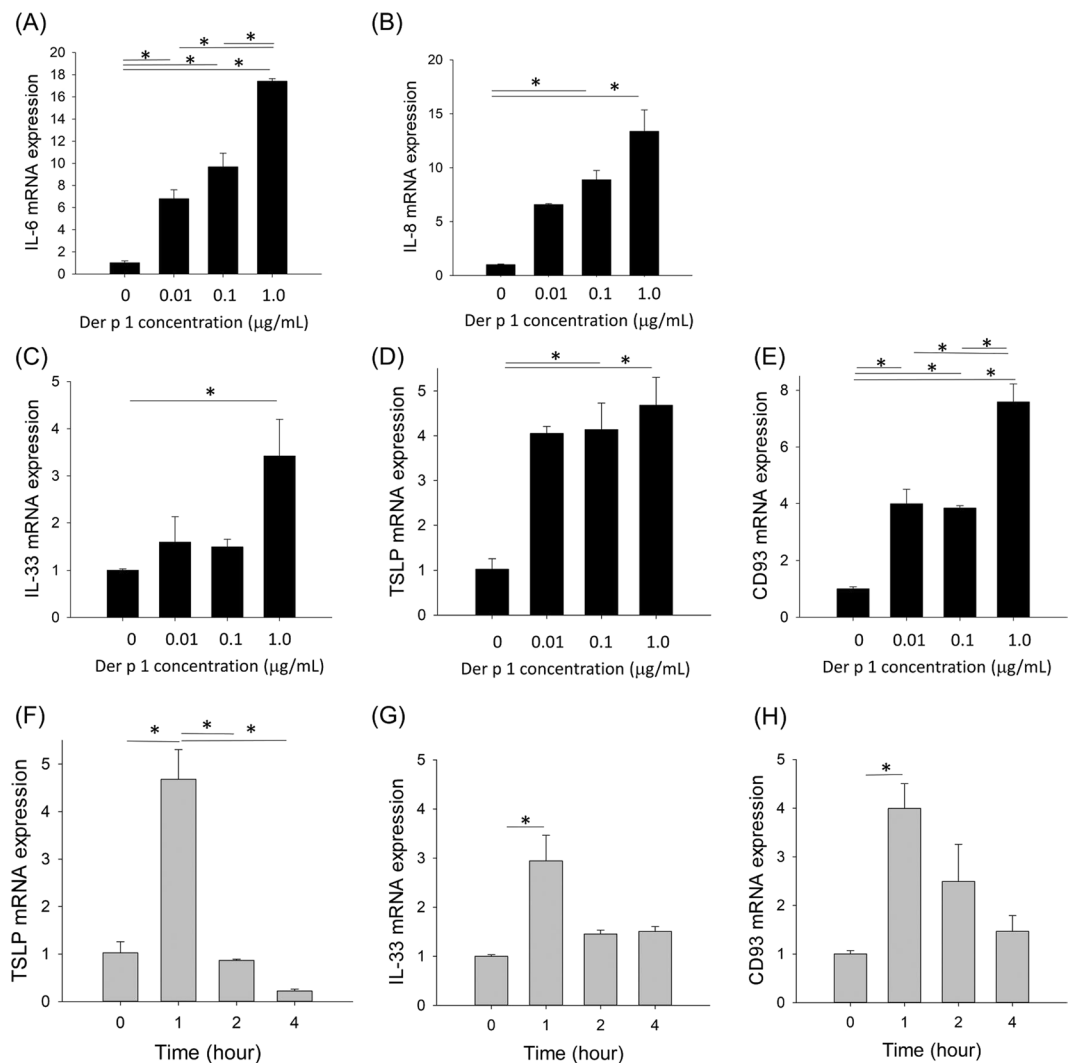 (A)
* * *
* * *
IL-6 mRNA expression
20
18
16
14
12
10
8
6
4
2
0
0 0.01 0.1 1.0
Der p 1 concentration (μg/mL)
(B)
* *
IL-8 mRNA expression
20
15
10
5
0
0 0.01 0.1 1.0
Der p 1 concentration (μg/mL)
(C)
*
IL-33 mRNA expression
5
4
3
2
1
0
0 0.01 0.1 1.0
Der p 1 concentration (μg/mL)
(D)
* *
TSLP mRNA expression
5
4
3
2
1
0
0 0.01 0.1 1.0
Der p 1 concentration (μg/mL)
(E)
* * *
* * *
CD93 mRNA expression
8
6
4
2
0
0 0.01 0.1 1.0
Der p 1 concentration (μg/mL)
(F)
* * *
TSLP mRNA expression
5
4
3
2
1
0
0 1 2 4
Time (hour)
(G)
*
IL-33 mRNA expression
5
4
3
2
1
0
0 1 2 4
Time (hour)
(H)
*
CD93 mRNA expression
5
4
3
2
1
0
0 1 2 4
Time (hour)